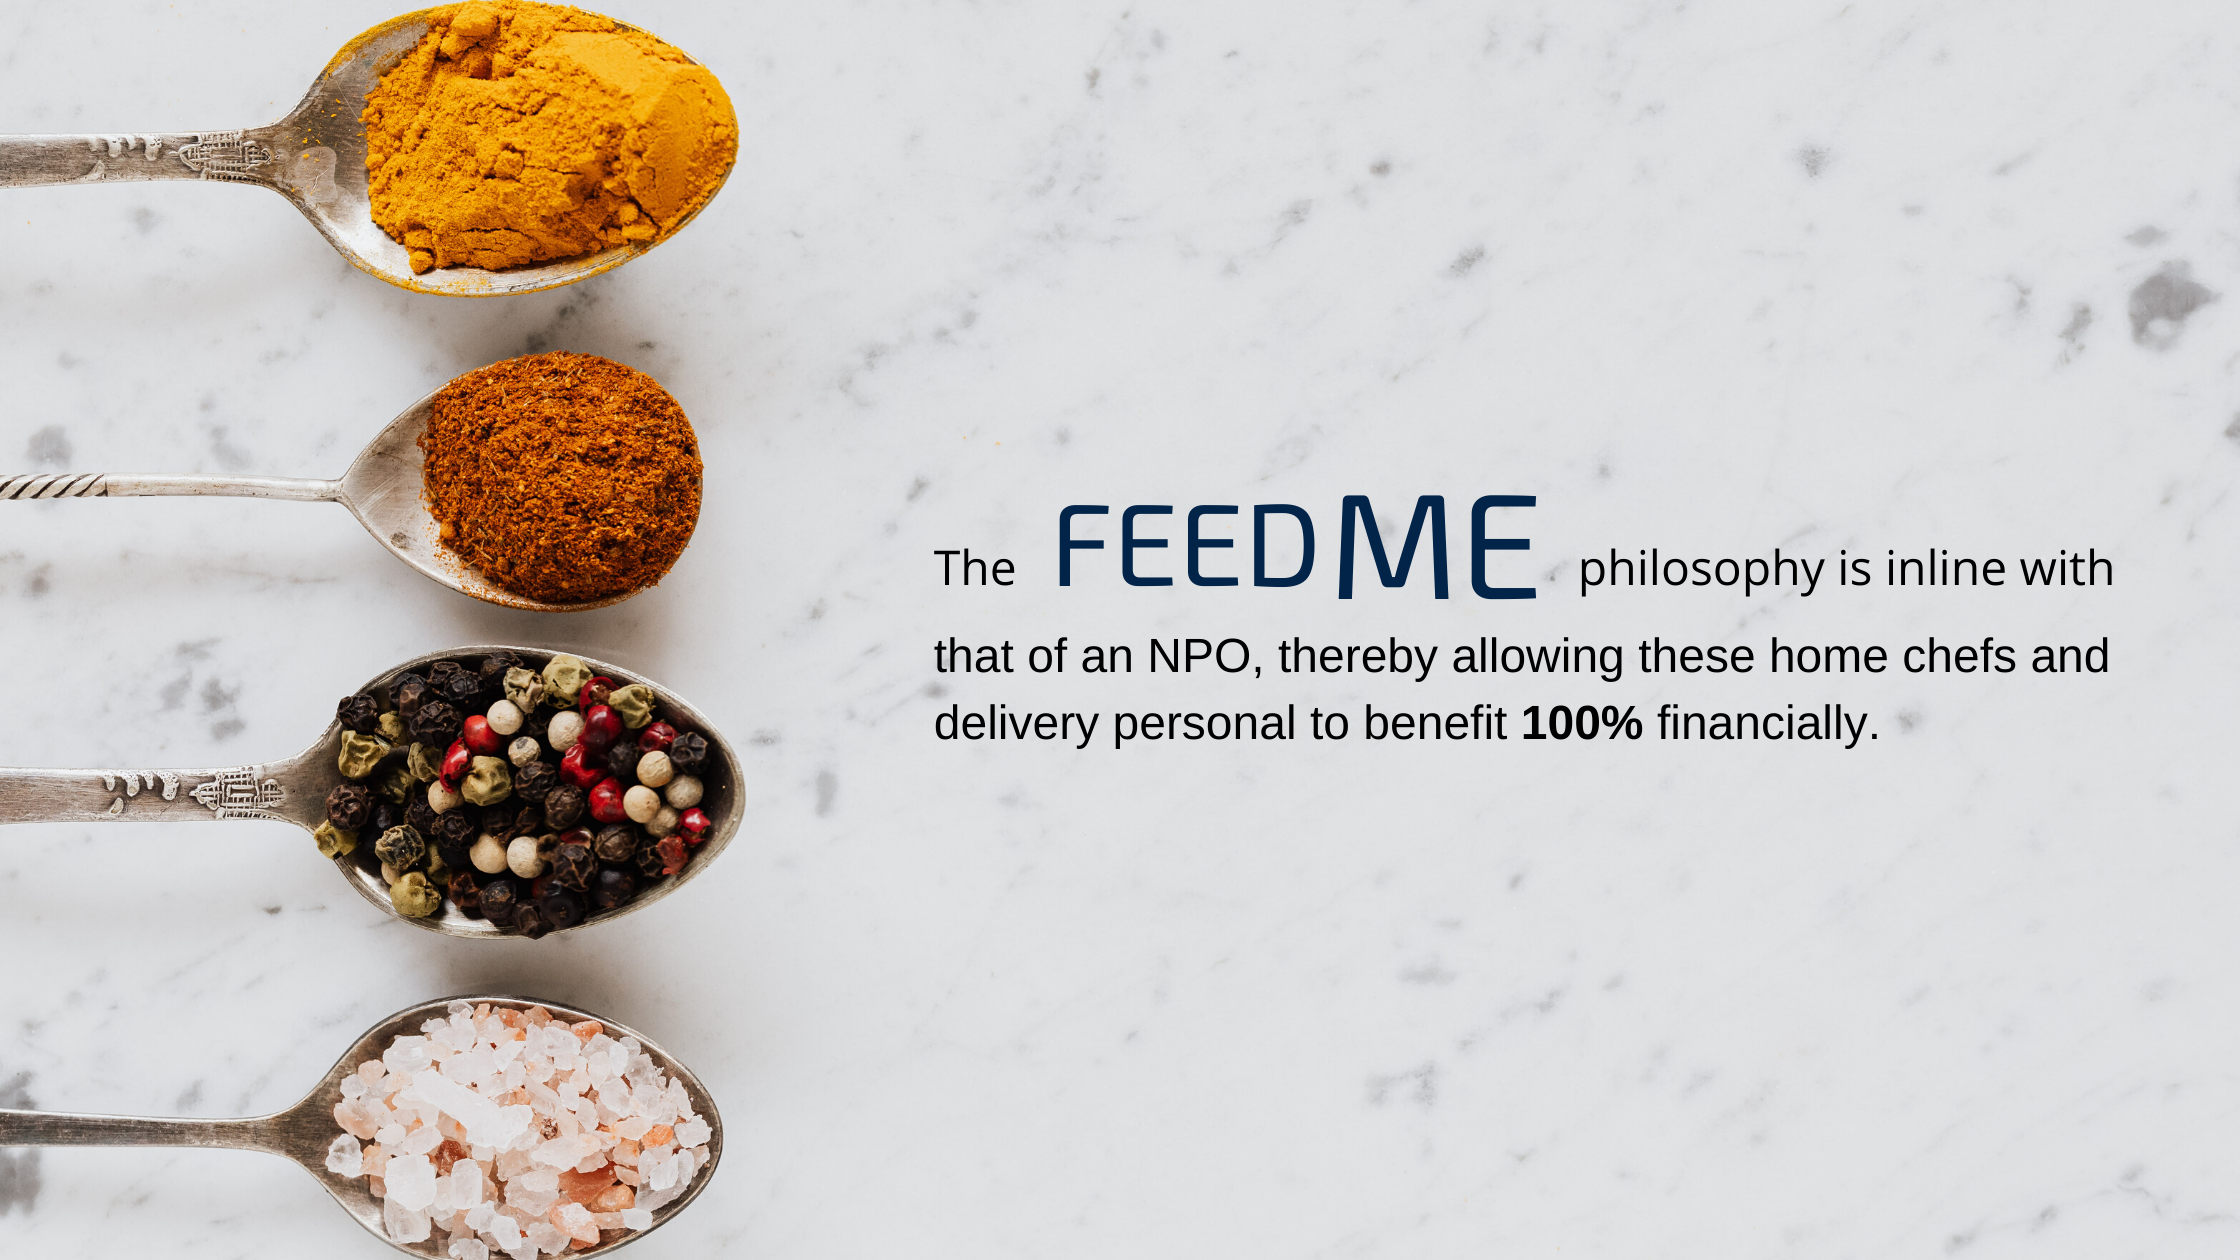 The FEEDME philosophy is inline with
that of an NPO, thereby allowing these home chefs and
delivery personal to benefit 100% financially.